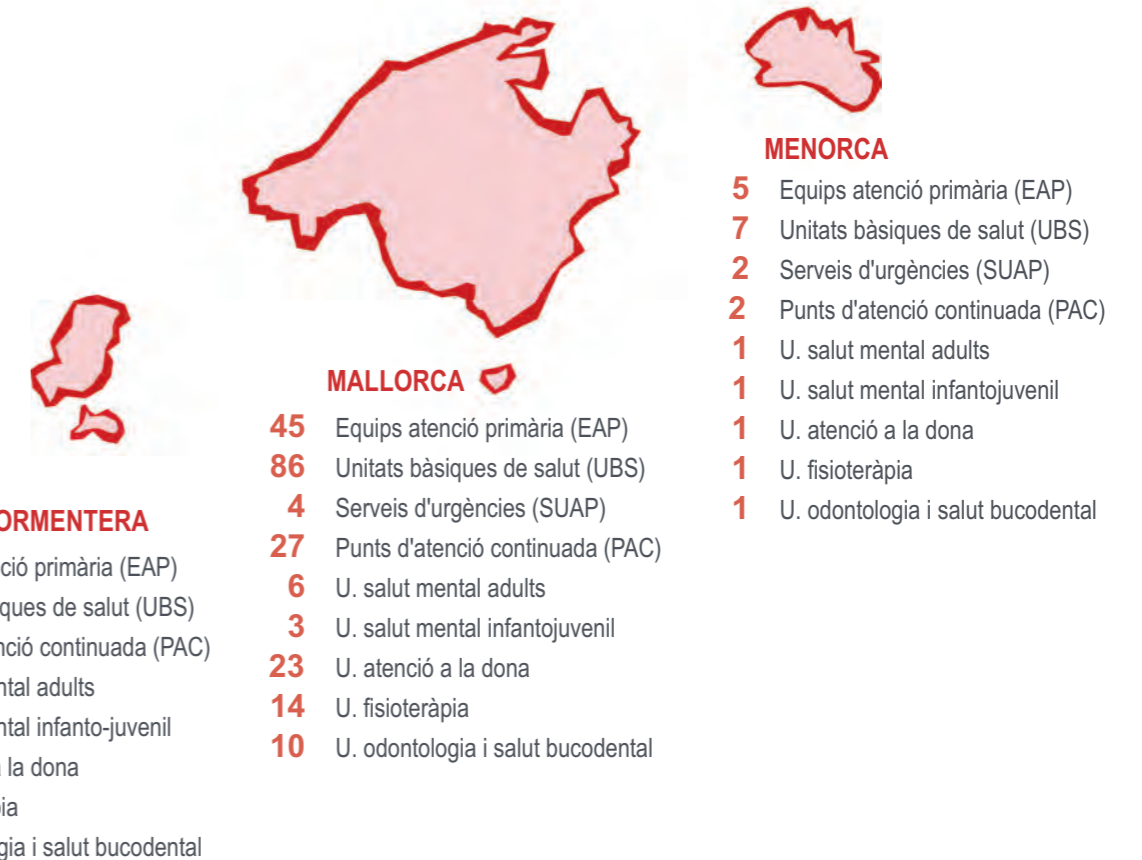 MENORCA
5 Equips atenció primària (EAP)
7 Unitats bàsiques de salut (UBS)
2 Serveis d'urgències (SUAP)
2 Punts d'atenció continuada (PAC)
1 U. salut mental adults
1 U. salut mental infantojuvenil
1 U. atenció a la dona
1 U. fisioteràpia
1 U. odontologia i salut bucodental
MALLORCA
45 Equips atenció primària (EAP)
86 Unitats bàsiques de salut (UBS)
4 Serveis d'urgències (SUAP)
27 Punts d'atenció continuada (PAC)
6 U. salut mental adults
3 U. salut mental infantojuvenil
23 U. atenció a la dona
14 U. fisioteràpia
10 U. odontologia i salut bucodental
ORMENTERA
ció primària (EAP)
ques de salut (UBS)
nció continuada (PAC)
ntal adults
ntal infanto-juvenil
a la dona
ia
gia i salut bucodental